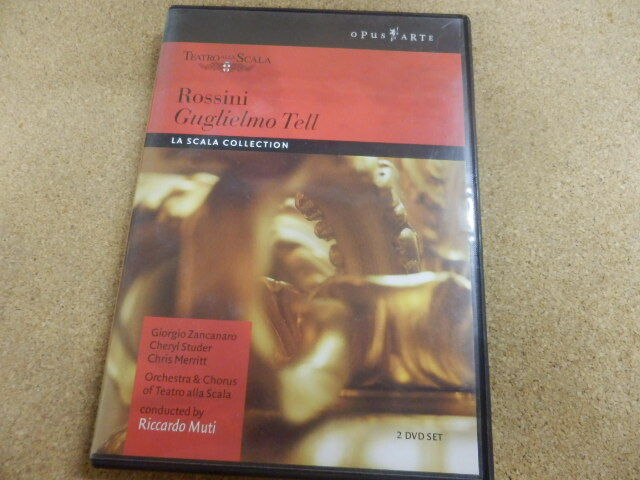 OPUS ARTE
TEATRO ALLA SCALA
Rossini
Guglielmo Tell
LA SCALA COLLECTION
Giorgio Zancanaro
Cheryl Studer
Chris Merritt
Orchestra & Chorus
of Teatro alla Scala
conducted by
Riccardo Muti
2 DVD SET